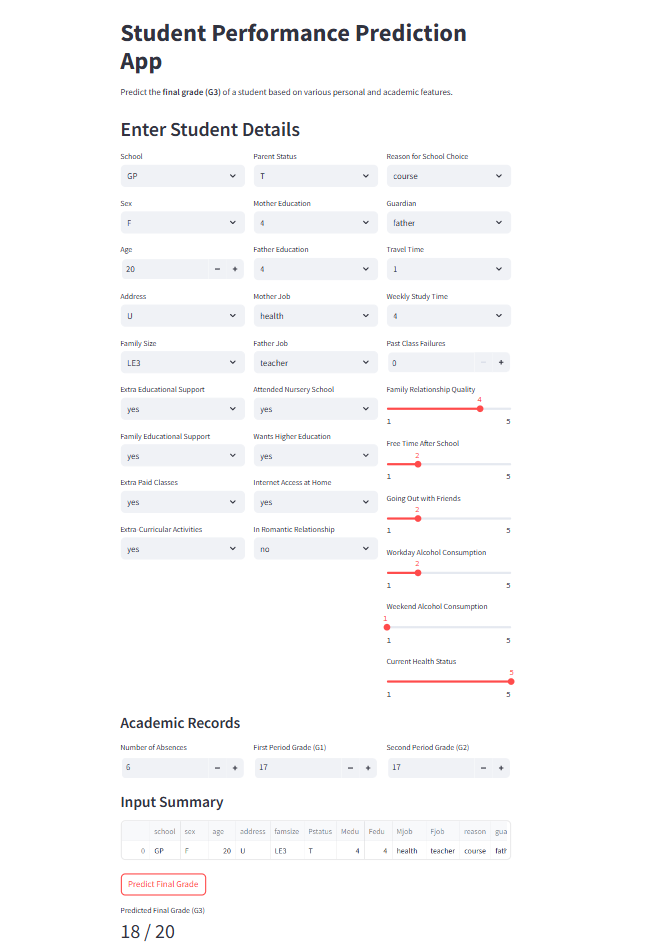 Student Performance Prediction
App
Predict the final grade (G3) of a student based on various personal and academic features.
Enter Student Details
School Parent Status Reason for School Choice
GP T course
Sex Mother Education Guardian
F 4 father
Age Father Education Travel Time
20 − + 4 1
Address Mother Job Weekly Study Time
U health 4
Family Size Father Job Past Class Failures
LE3 teacher 0 − +
Extra Educational Support Attended Nursery School Family Relationship Quality
4
yes yes
1 5
Family Educational Support Wants Higher Education Free Time After School
yes yes 2
1 5
Extra Paid Classes Internet Access at Home Going Out with Friends
yes yes 2
1 5
Extra-Curricular Activities In Romantic Relationship
yes no
Workday Alcohol Consumption
2
1 5
Weekend Alcohol Consumption
1
1 5
Current Health Status
5
1 5
Academic Records
Number of Absences First Period Grade (G1) Second Period Grade (G2)
6 − + 17 − + 17 − +
Input Summary
school sex age address famsize Pstatus Medu Fedu Mjob Fjob reason gua
0 GP F 20 U LE3 T 4 4 health teacher course fath
Predict Final Grade
Predicted Final Grade (G3)
18 / 20